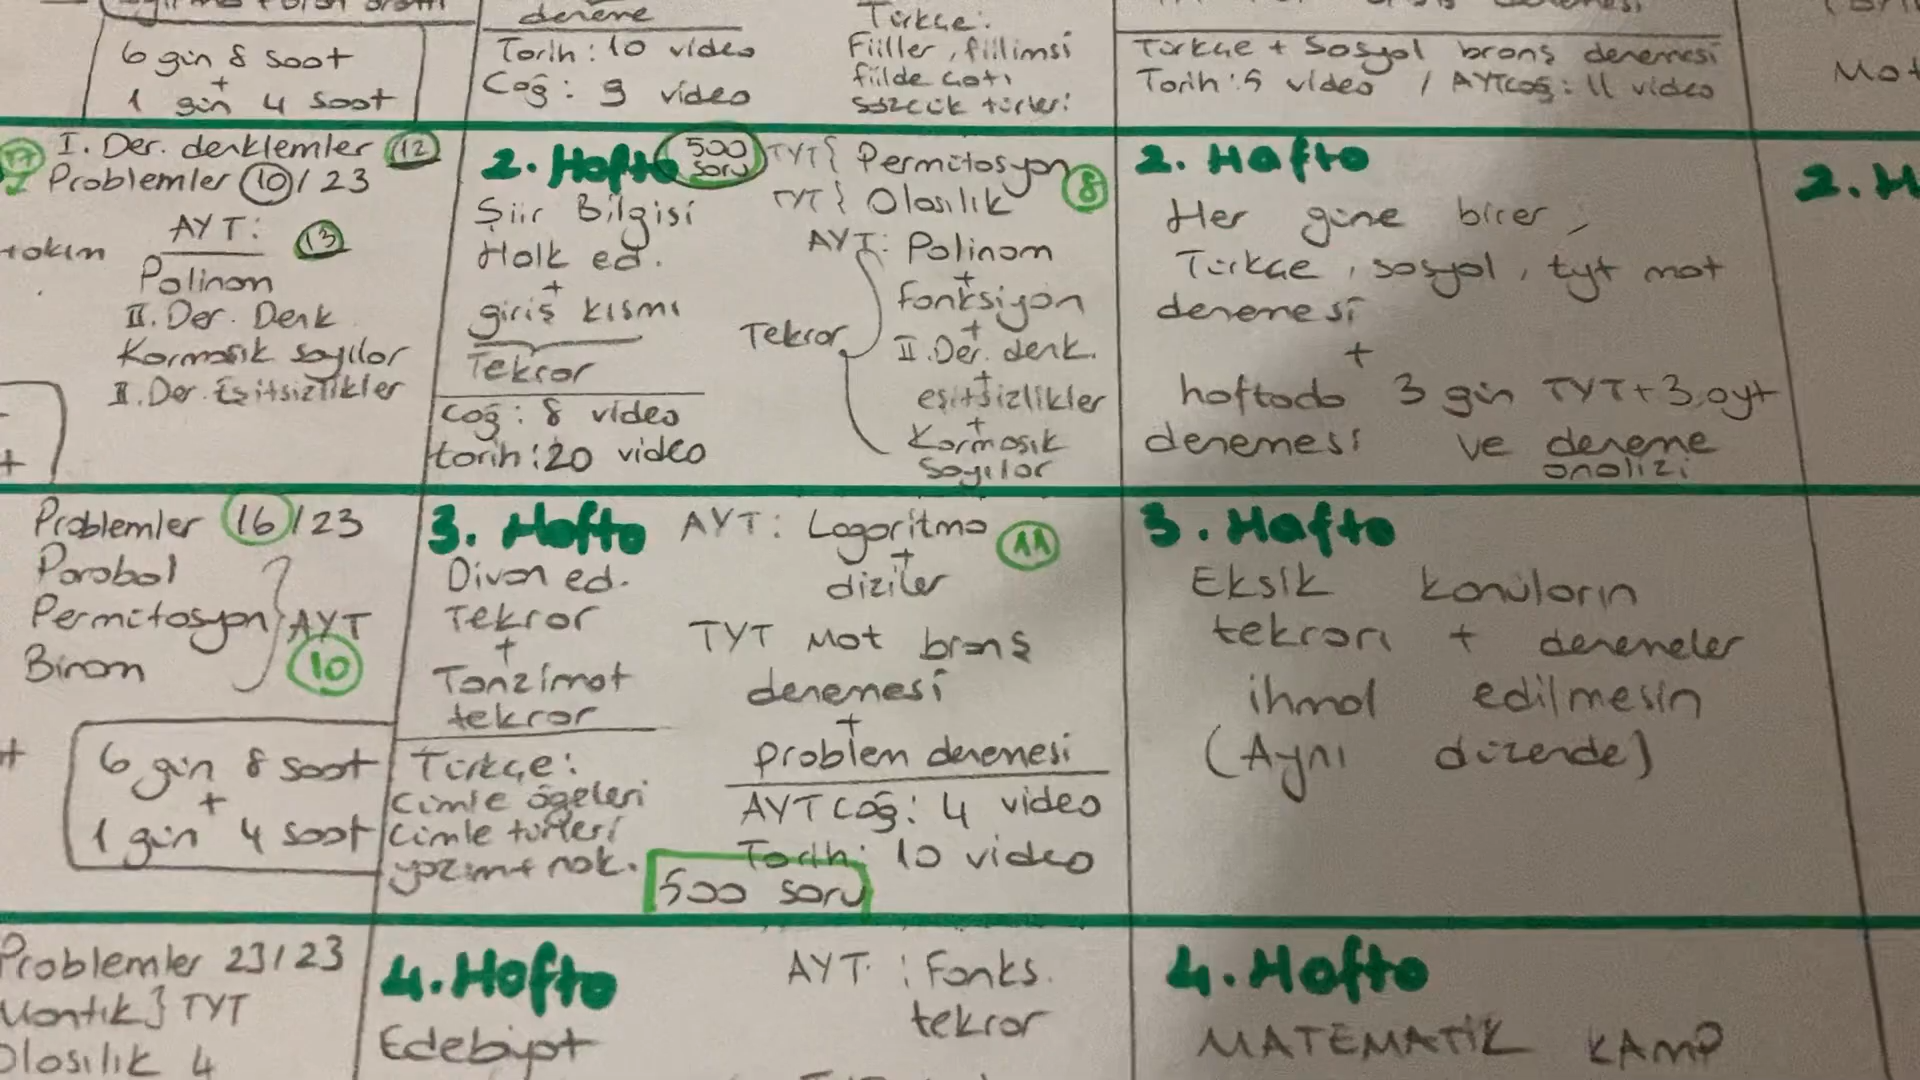 6 gün 8 saat
+
1 gün 4 saat
deneme
Tarih: 10 video
Coğ: 9 video
Türkçe:
Fiiller, fiilimsi
fiilde çatı
sözcük türleri
Türkçe + Sosyal branş denemesi
Tarih: 5 video / AYTcoğ: 11 video
Mat
I. Der. denklemler 12
Problemler 10/23
AYT: 13
Polinom
II. Der. Denk
Karmaşık sayılar
II. Der. Eşitsizlikler
2. Hafta 500 soru
Şiir Bilgisi
Halk ed.
+
giriş kısmı
Tekrar
coğ: 8 video
tarih: 20 video
TYT{ Permütasyon
TYT{ Olasılık 8
AYT: Polinom
+
fonksiyon
+
II. Der. denk.
+
eşitsizlikler
+
Karmaşık
sayılar
Tekrar
2. Hafta
Her güne birer,
Türkçe, sosyal, tyt mat
denemesi
+
haftada 3 gün TYT+3 ayt
denemesi ve deneme
analizi
2. H
Problemler 16/23
Parabol
Permütasyon } AYT
Binom 10
6 gün 8 saat
+
1 gün 4 saat
3. Hafta
Divan ed.
Tekrar
+
Tanzimat
tekrar
Türkçe:
Cümle ögeleri
cümle türleri
yazım+nok.
AYT: Logaritma 11
+
diziler
TYT Mat branş
denemesi
+
problem denemesi
AYT coğ: 4 video
Tarih: 10 video
500 soru
3. Hafta
Eksik konuların
tekrarı + denemeler
ihmal edilmesin
(Aynı düzende)
Problemler 23/23
Mantık } TYT
Olasılık 4
4. Hafta
Edebiyat
AYT: Fonks.
tekrar
4. Hafta
MATEMATİK KAMP